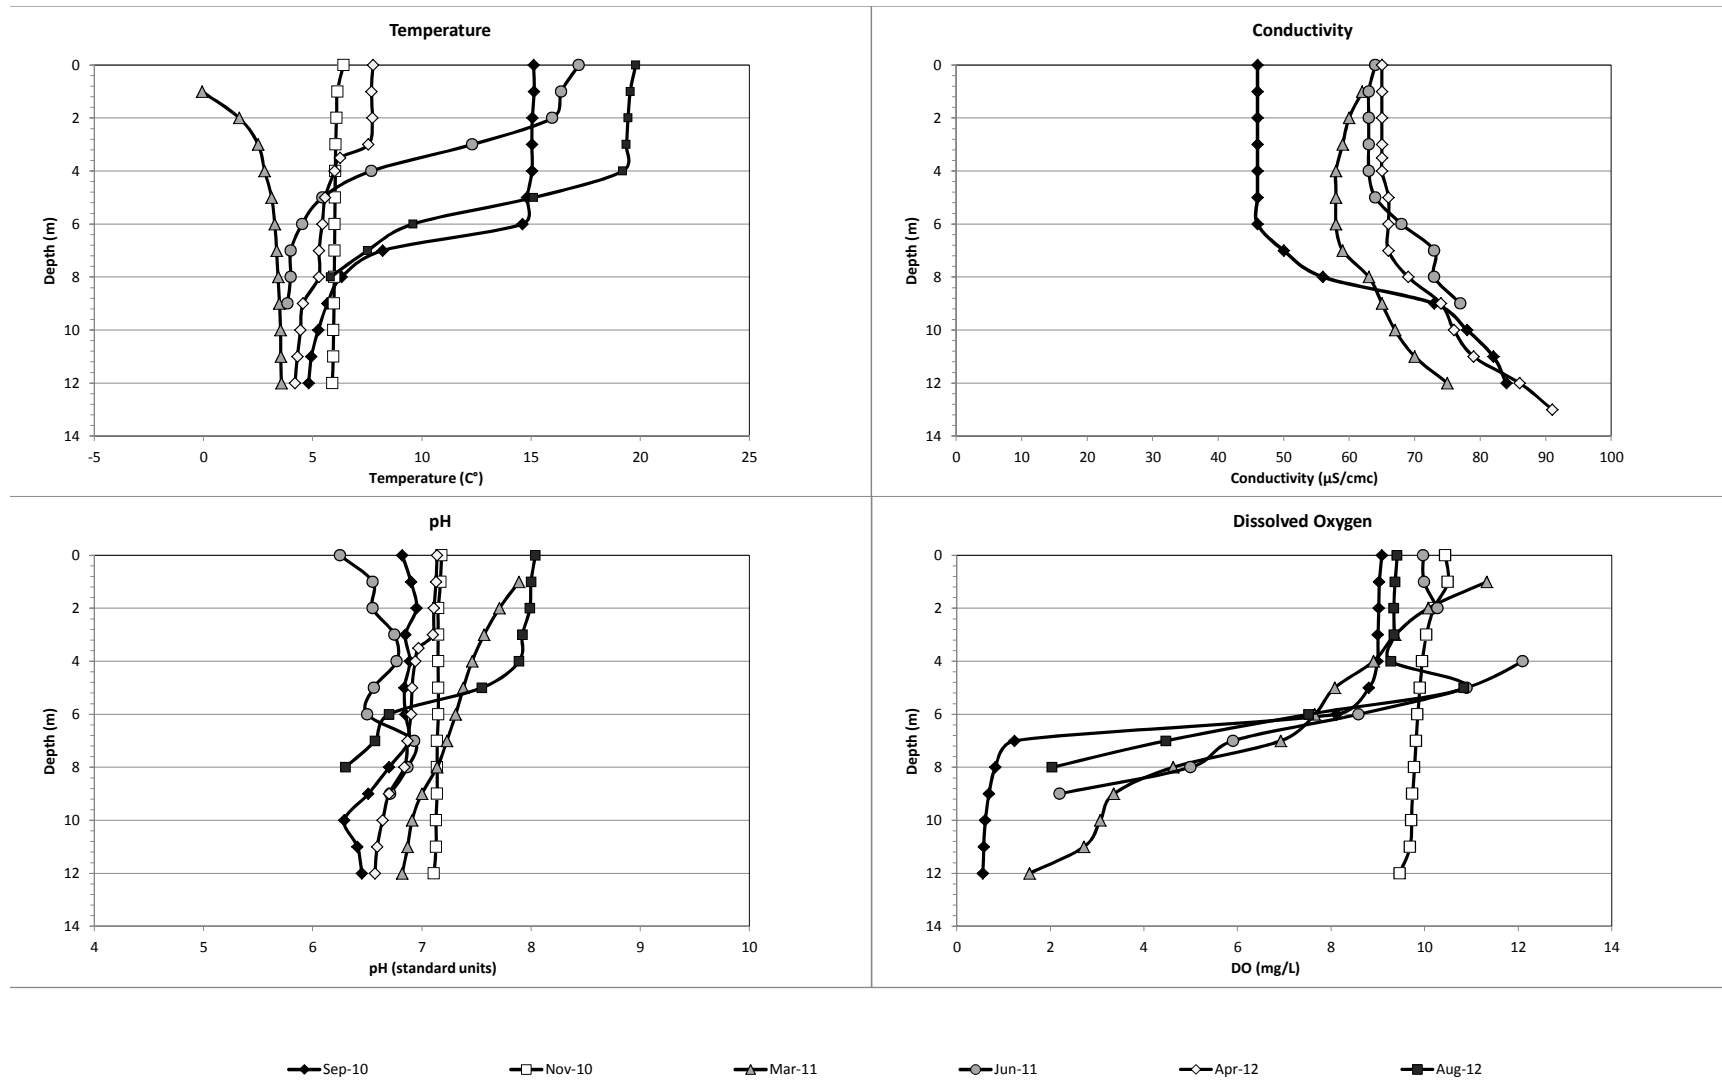 Temperature
0
2
4
6
8
10
12
14
Depth (m)
-5 0 5 10 15 20 25
Temperature (C°)
Conductivity
0
2
4
6
8
10
12
14
Depth (m)
0 10 20 30 40 50 60 70 80 90 100
Conductivity (µS/cmc)
pH
0
2
4
6
8
10
12
14
Depth (m)
4 5 6 7 8 9 10
pH (standard units)
Dissolved Oxygen
0
2
4
6
8
10
12
14
Depth (m)
0 2 4 6 8 10 12 14
DO (mg/L)
Sep-10 Nov-10 Mar-11 Jun-11 Apr-12 Aug-12